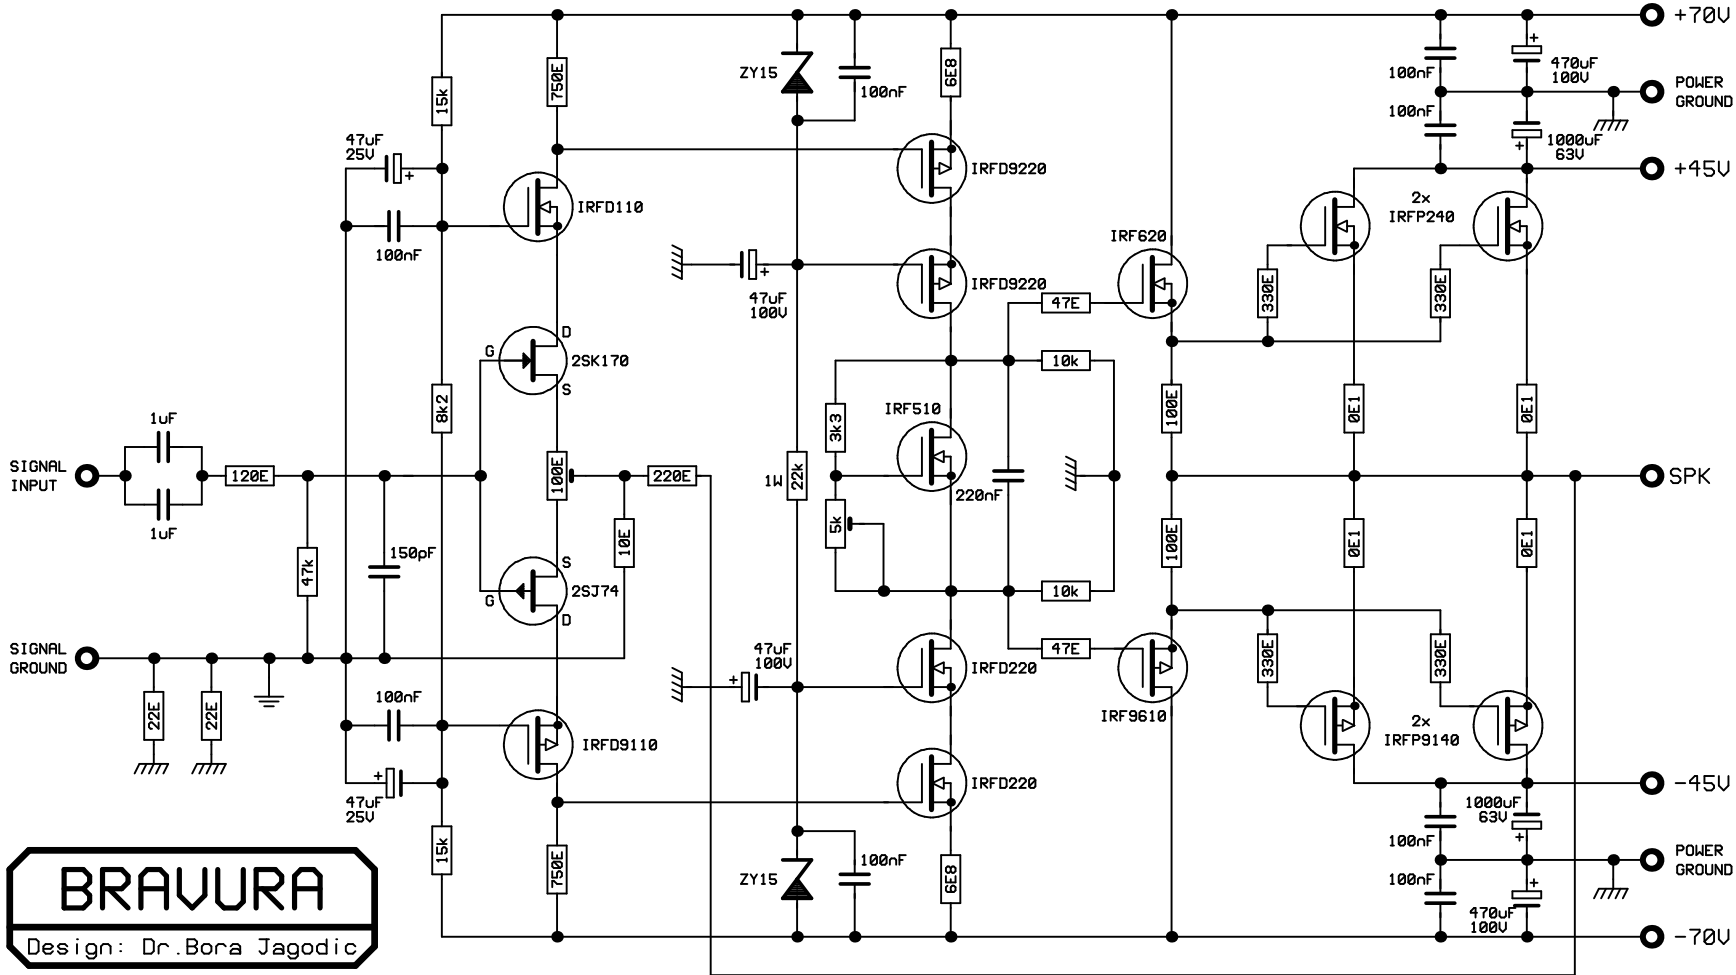 +70V
ZY15
100nF
750E
6E8
15k
100nF
470uF
100V
POWER
GROUND
100nF
47uF
25V
1000uF
63V
IRFD9220
+45V
IRFD110
2x
IRFP240
100nF
IRF620
IRFD9220
47uF
100V
47E
330E
330E
D
G
2SK170
S
10k
8k2
1uF
3k3
IRF510
100E
0E1
0E1
SIGNAL
INPUT
120E
100E
220E
1W
22k
220nF
SPK
1uF
5k
10E
150pF
47k
100E
0E1
0E1
S
G
2SJ74
D
10k
SIGNAL
GROUND
47uF
100V
47E
330E
330E
IRFD220
22E
22E
100nF
IRFD9110
IRF9610
2x
IRFP9140
47uF
25V
IRFD220
-45V
1000uF
63V
15k
100nF
750E
ZY15
100nF
6E8
POWER
GROUND
100nF
470uF
100V
-70V
BRAVURA
Design: Dr.Bora Jagodic